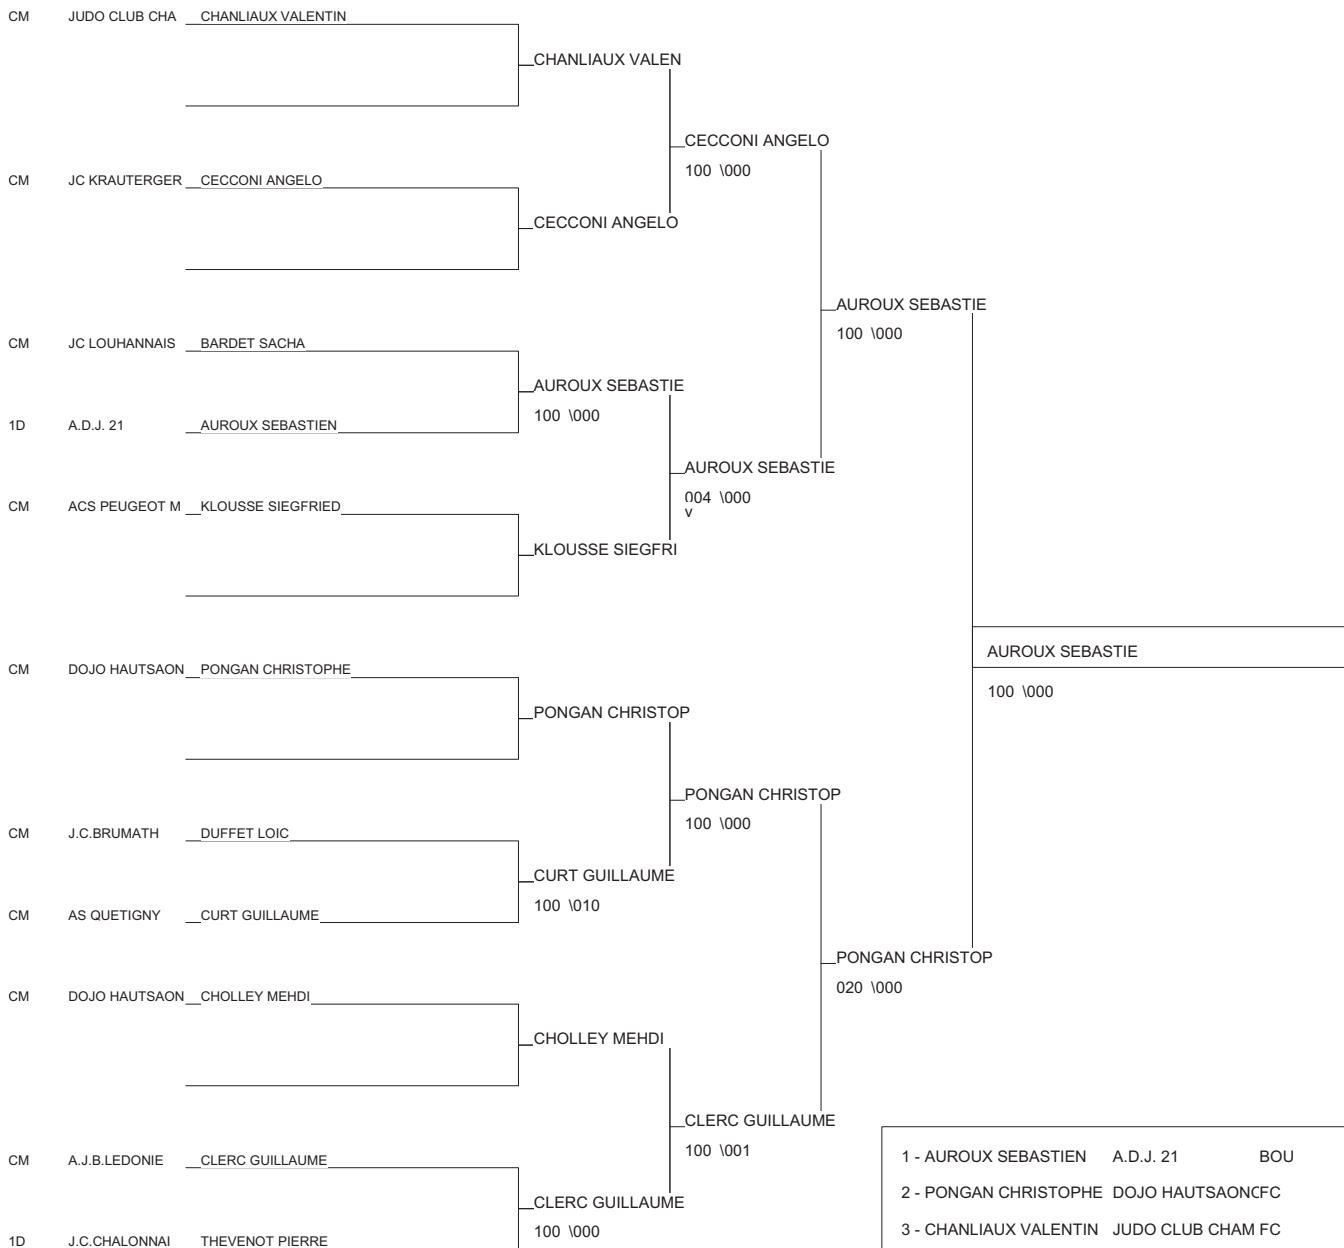 CM JUDO CLUB CHA CHANLIAUX VALENTIN
CHANLIAUX VALEN
CECCONI ANGELO
100 \000
CM JC KRAUTERGER CECCONI ANGELO
CECCONI ANGELO
AUROUX SEBASTIE
100 \000
CM JC LOUHANNAIS BARDET SACHA
AUROUX SEBASTIE
100 \000
1D A.D.J. 21 AUROUX SEBASTIEN
AUROUX SEBASTIE
004 \000
v
CM ACS PEUGEOT M KLOUSSE SIEGFRIED
KLOUSSE SIEGFRI
AUROUX SEBASTIE
100 \000
CM DOJO HAUTSAON PONGAN CHRISTOPHE
PONGAN CHRISTOP
PONGAN CHRISTOP
100 \000
CM J.C.BRUMATH DUFFET LOIC
CURT GUILLAUME
100 \010
CM AS QUETIGNY CURT GUILLAUME
PONGAN CHRISTOP
020 \000
CM DOJO HAUTSAON CHOLLEY MEHDI
CHOLLEY MEHDI
CLERC GUILLAUME
100 \001
CM A.J.B.LEDONIE CLERC GUILLAUME
CLERC GUILLAUME
100 \000
1D J.C.CHALONNAI THEVENOT PIERRE
1 - AUROUX SEBASTIEN A.D.J. 21 BOU
2 - PONGAN CHRISTOPHE DOJO HAUTSAONCFC
3 - CHANLIAUX VALENTIN JUDO CLUB CHAM FC